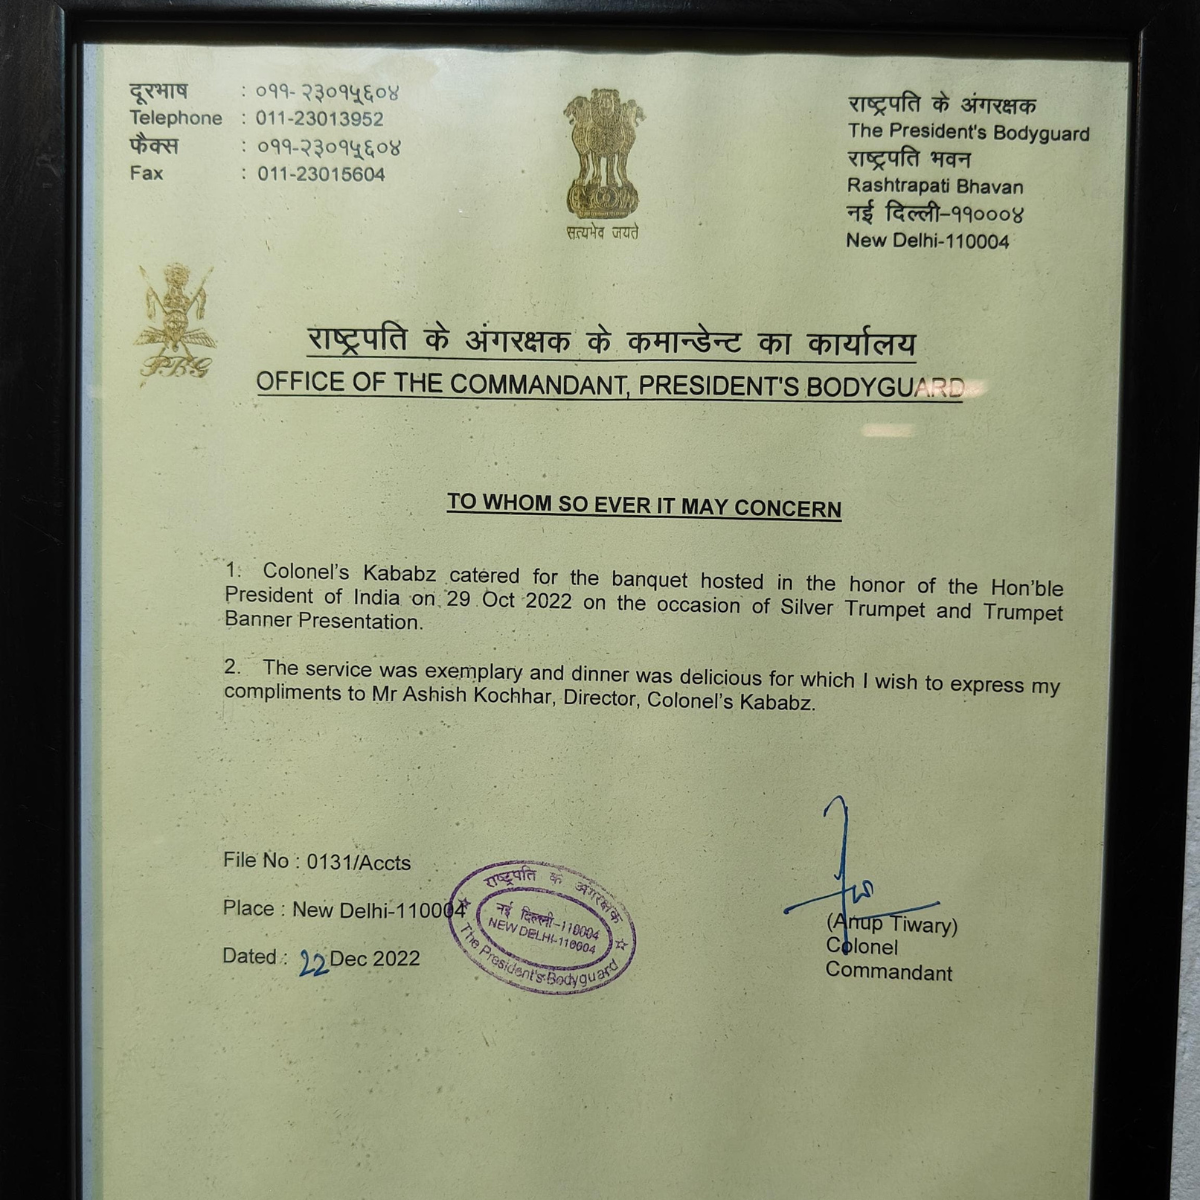 दूरभाष : ०११-२३०१५६०४
Telephone : 011-23013952
फैक्स : ०११-२३०१५६०४
Fax : 011-23015604
सत्यमेव जयते
राष्ट्रपति के अंगरक्षक
The President's Bodyguard
राष्ट्रपति भवन
Rashtrapati Bhavan
नई दिल्ली-११०००४
New Delhi-110004
PBG
राष्ट्रपति के अंगरक्षक के कमान्डेन्ट का कार्यालय
OFFICE OF THE COMMANDANT, PRESIDENT'S BODYGUARD
TO WHOM SO EVER IT MAY CONCERN
1. Colonel's Kababz catered for the banquet hosted in the honor of the Hon'ble
President of India on 29 Oct 2022 on the occasion of Silver Trumpet and Trumpet
Banner Presentation.
2. The service was exemplary and dinner was delicious for which I wish to express my
compliments to Mr Ashish Kochhar, Director, Colonel's Kababz.
File No : 0131/Accts
Place : New Delhi-110004
Dated : 22 Dec 2022
राष्ट्रपति के अंगरक्षक
नई दिल्ली-110004
NEW DELHI-110004
The President's Bodyguard
(Anup Tiwary)
Colonel
Commandant